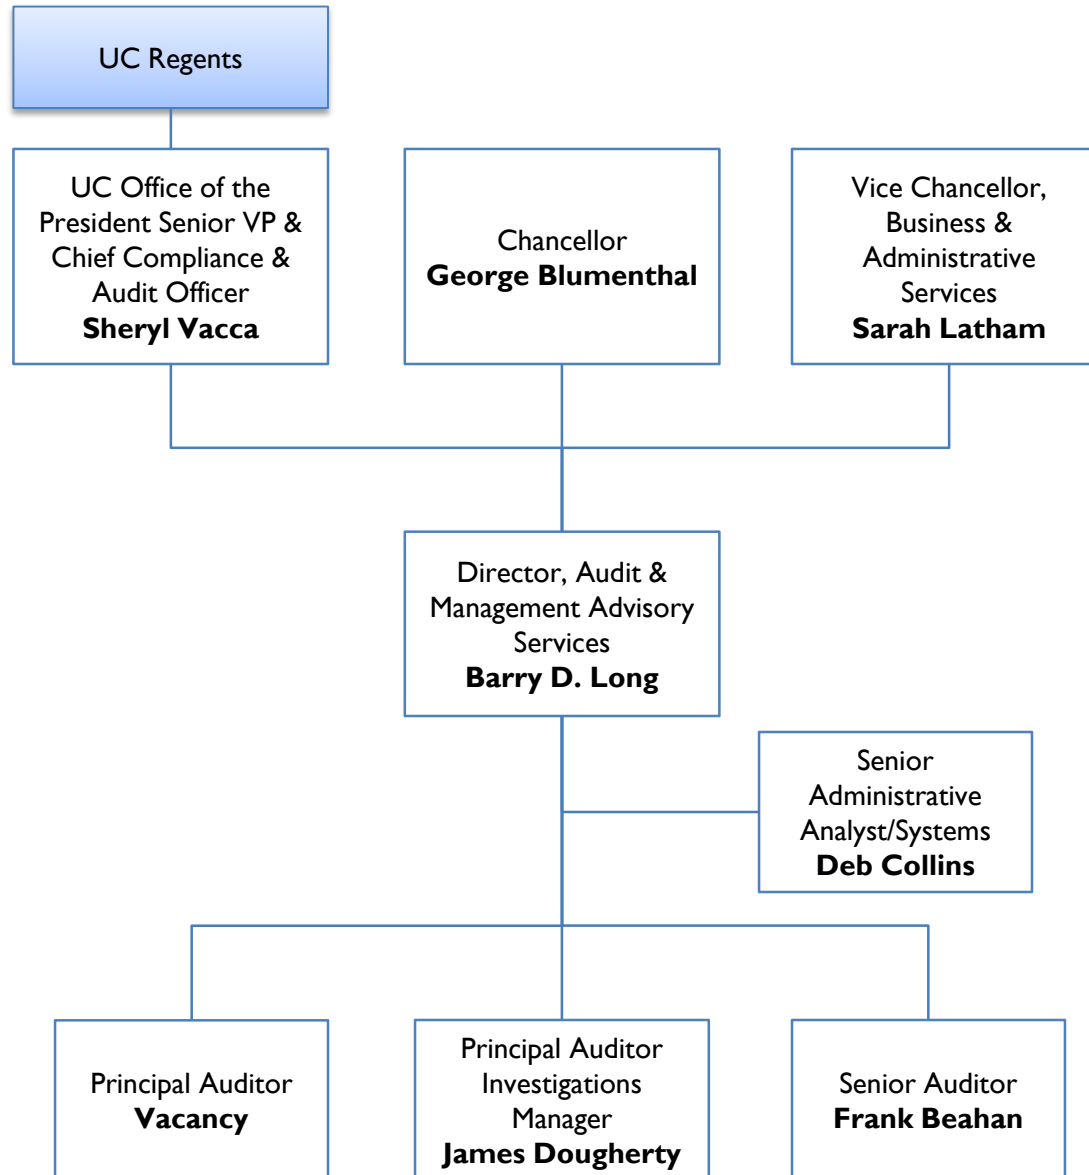 UC Regents
UC Office of the
President Senior VP &
Chief Compliance &
Audit Officer
Sheryl Vacca
Chancellor
George Blumenthal
Vice Chancellor,
Business &
Administrative
Services
Sarah Latham
Director, Audit &
Management Advisory
Services
Barry D. Long
Senior
Administrative
Analyst/Systems
Deb Collins
Principal Auditor
Vacancy
Principal Auditor
Investigations
Manager
James Dougherty
Senior Auditor
Frank Beahan